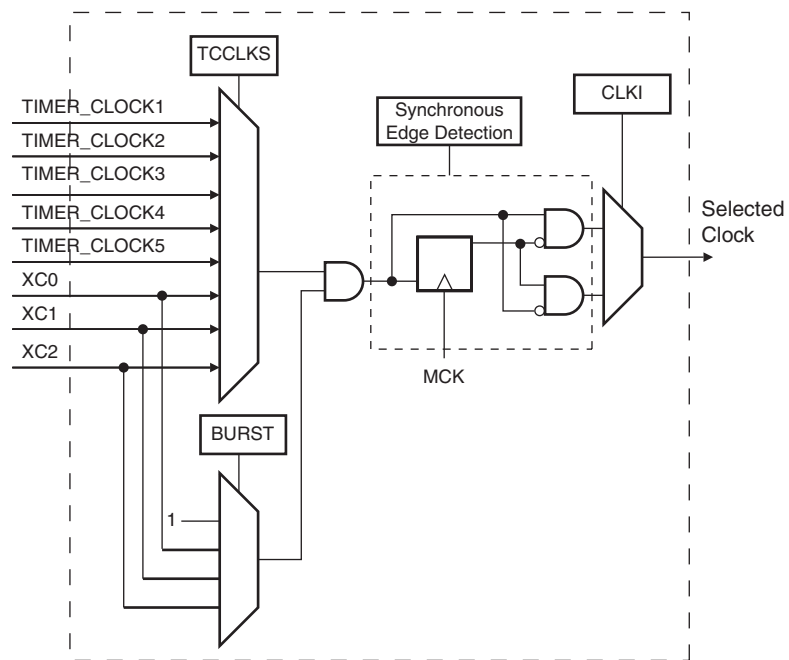 TCCLKS
TIMER_CLOCK1
TIMER_CLOCK2
TIMER_CLOCK3
TIMER_CLOCK4
TIMER_CLOCK5
XC0
XC1
XC2
Synchronous
Edge Detection
CLKI
Selected
Clock
MCK
BURST
1